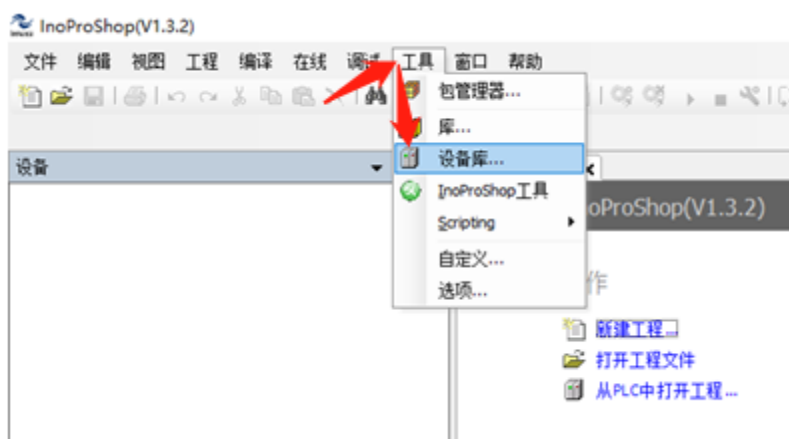 InoProShop(V1.3.2)
文件 编辑 视图 工程 编译 在线 调试 工具 窗口 帮助
包管理器...
库...
设备
设备库...
InoProShop工具
oProShop(V1.3.2)
Scripting
自定义...
作
选项...
新建工程...
打开工程文件
从PLC中打开工程...